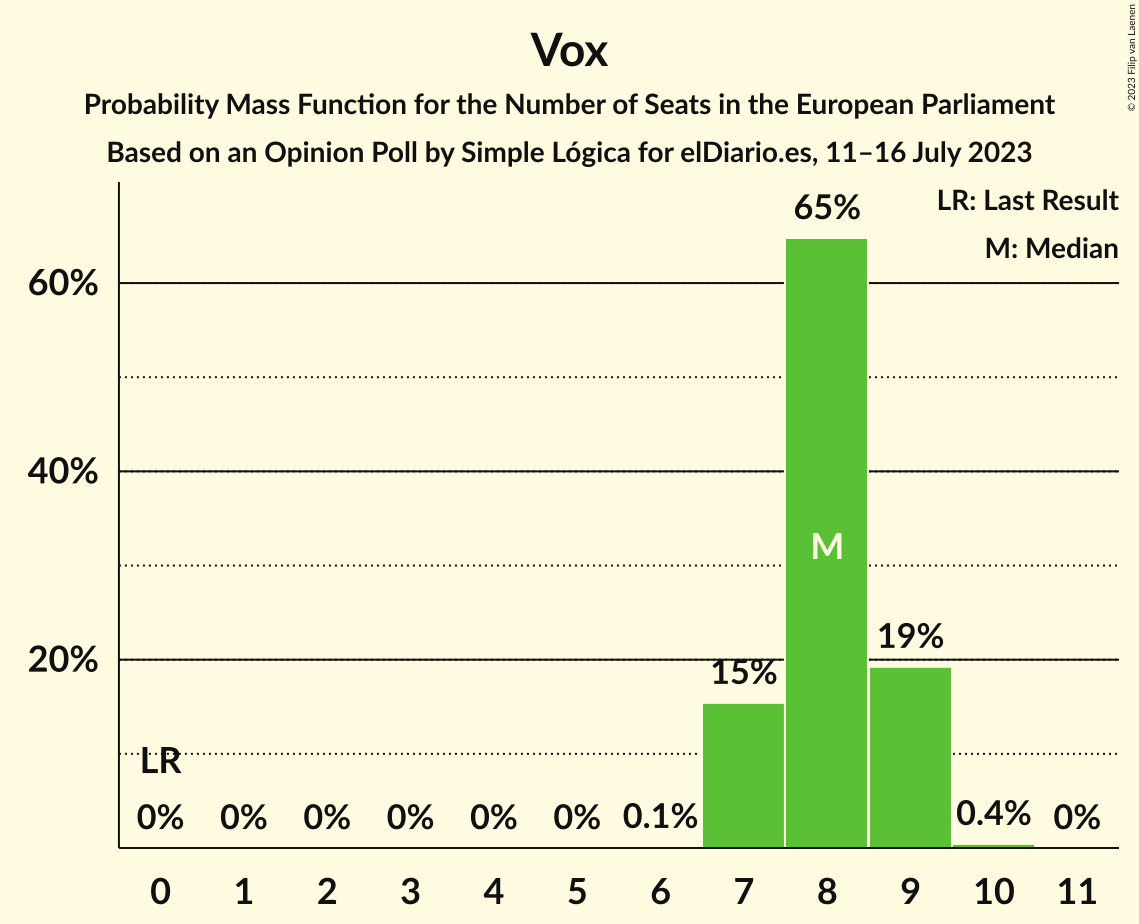 Vox
Probability Mass Function for the Number of Seats in the European Parliament
Based on an Opinion Poll by Simple Lógica for elDiario.es, 11–16 July 2023
© 2023 Filip van Laenen
LR: Last Result
M: Median
60%
40%
20%
LR
0% 0% 0% 0% 0% 0% 0.1% 15% 65% 19% 0.4% 0%
M
0 1 2 3 4 5 6 7 8 9 10 11